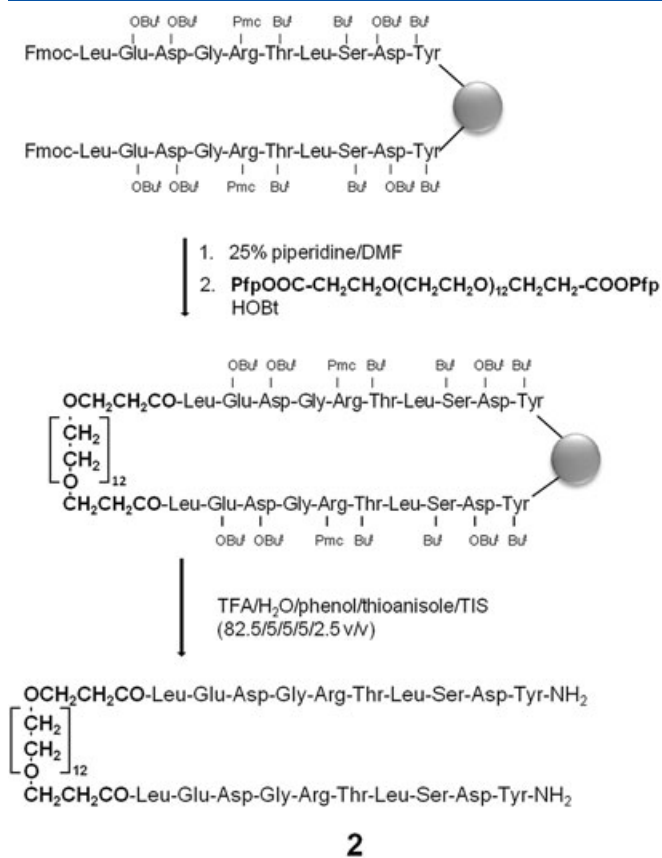 OBuᵗ OBuᵗ Pmc Buᵗ Buᵗ OBuᵗ Buᵗ
Fmoc-Leu-Glu-Asp-Gly-Arg-Thr-Leu-Ser-Asp-Tyr
Fmoc-Leu-Glu-Asp-Gly-Arg-Thr-Leu-Ser-Asp-Tyr
OBuᵗ OBuᵗ Pmc Buᵗ Buᵗ OBuᵗ Buᵗ
1. 25% piperidine/DMF
2. PfpOOC-CH₂CH₂O(CH₂CH₂O)₁₂CH₂CH₂-COOPfp
HOBt
OBuᵗ OBuᵗ Pmc Buᵗ Buᵗ OBuᵗ Buᵗ
OCH₂CH₂CO-Leu-Glu-Asp-Gly-Arg-Thr-Leu-Ser-Asp-Tyr
CH₂
CH₂
O 12
CH₂CH₂CO-Leu-Glu-Asp-Gly-Arg-Thr-Leu-Ser-Asp-Tyr
OBuᵗ OBuᵗ Pmc Buᵗ Buᵗ OBuᵗ Buᵗ
TFA/H₂O/phenol/thioanisole/TIS
(82.5/5/5/5/2.5 v/v)
OCH₂CH₂CO-Leu-Glu-Asp-Gly-Arg-Thr-Leu-Ser-Asp-Tyr-NH₂
CH₂
CH₂
O 12
CH₂CH₂CO-Leu-Glu-Asp-Gly-Arg-Thr-Leu-Ser-Asp-Tyr-NH₂
2